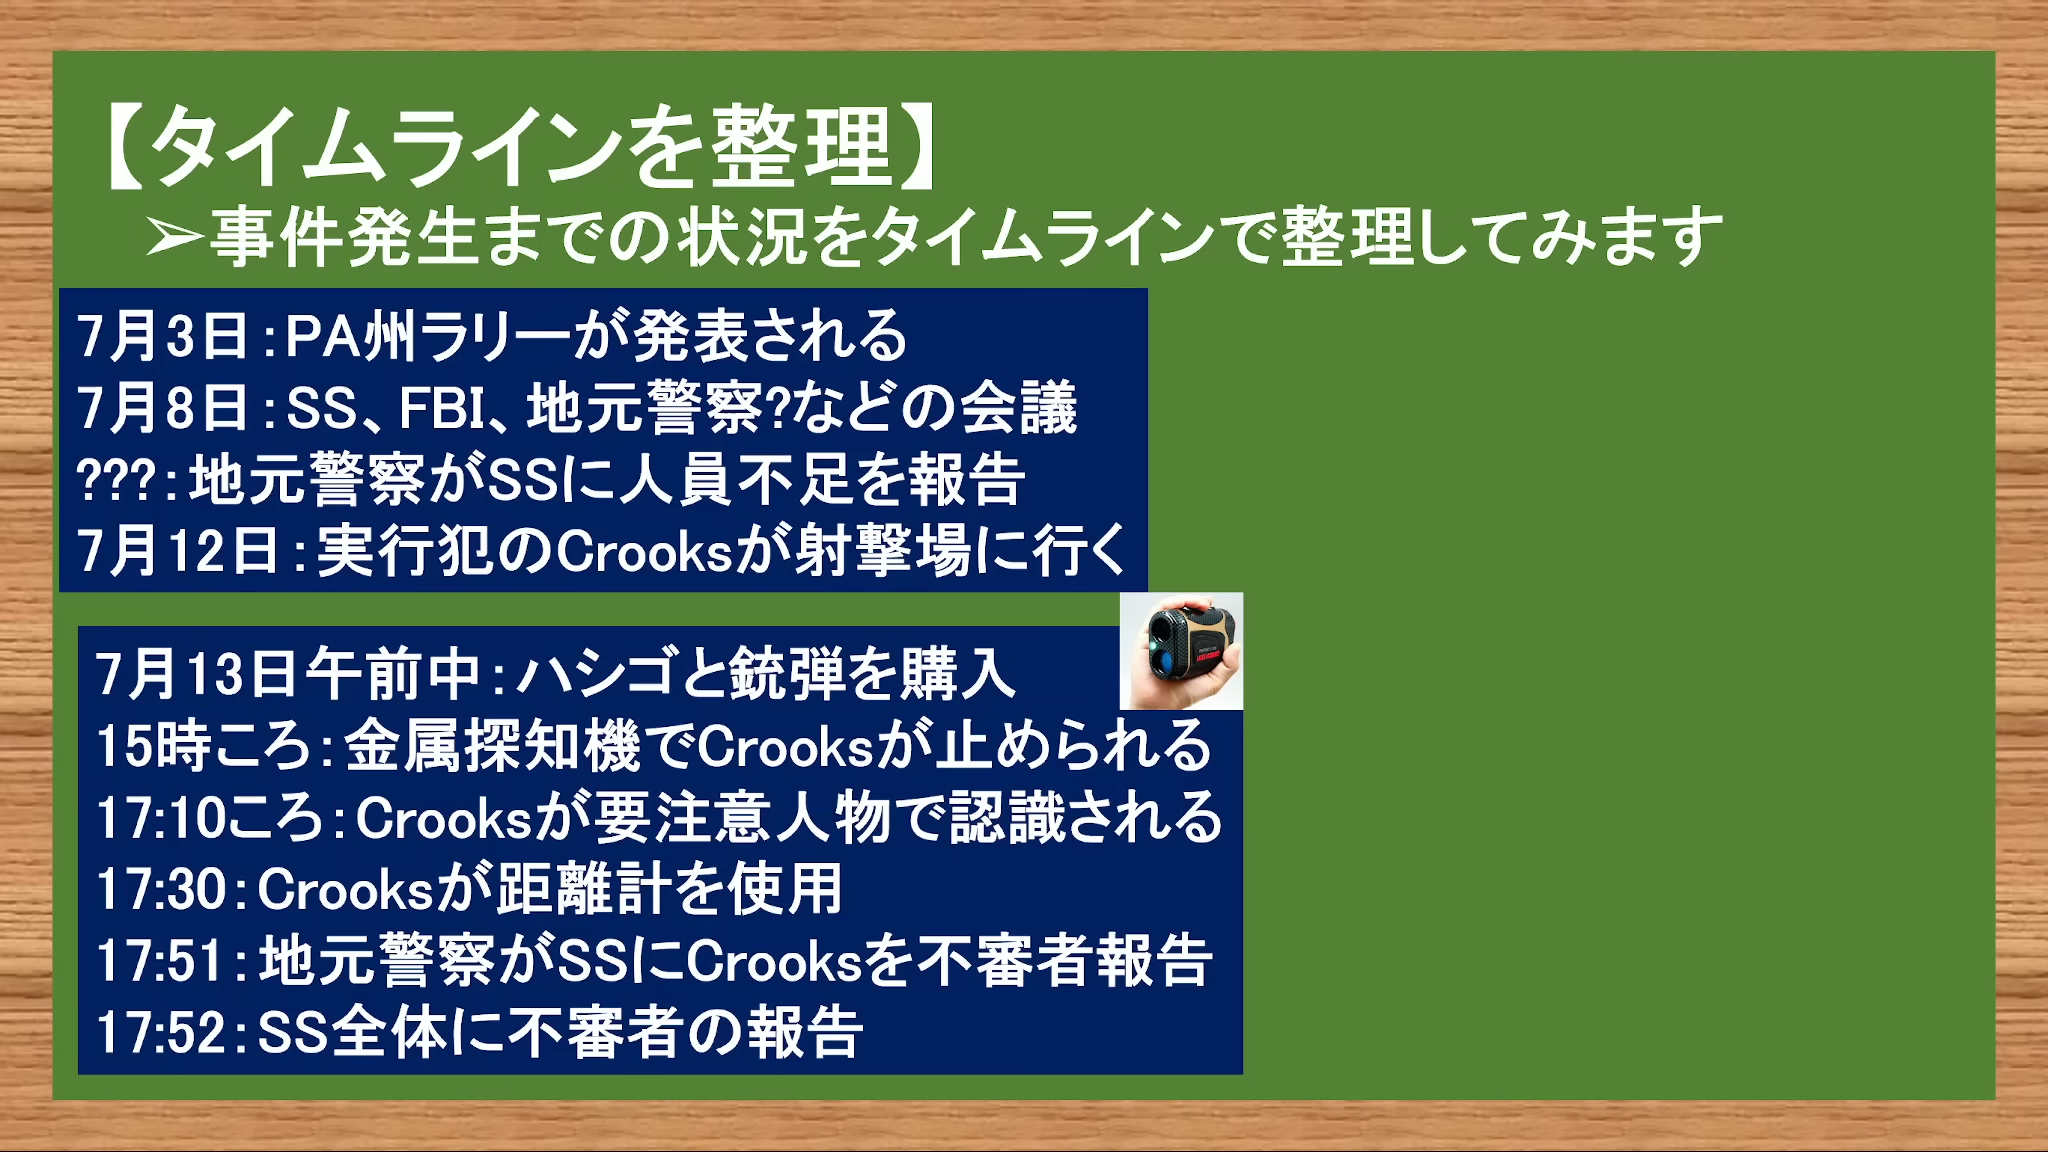 【タイムラインを整理】
➢事件発生までの状況をタイムラインで整理してみます
7月3日：PA州ラリーが発表される
7月8日：SS、FBI、地元警察?などの会議
???：地元警察がSSに人員不足を報告
7月12日：実行犯のCrooksが射撃場に行く
7月13日午前中：ハシゴと銃弾を購入
15時ころ：金属探知機でCrooksが止められる
17:10ころ：Crooksが要注意人物で認識される
17:30：Crooksが距離計を使用
17:51：地元警察がSSにCrooksを不審者報告
17:52：SS全体に不審者の報告